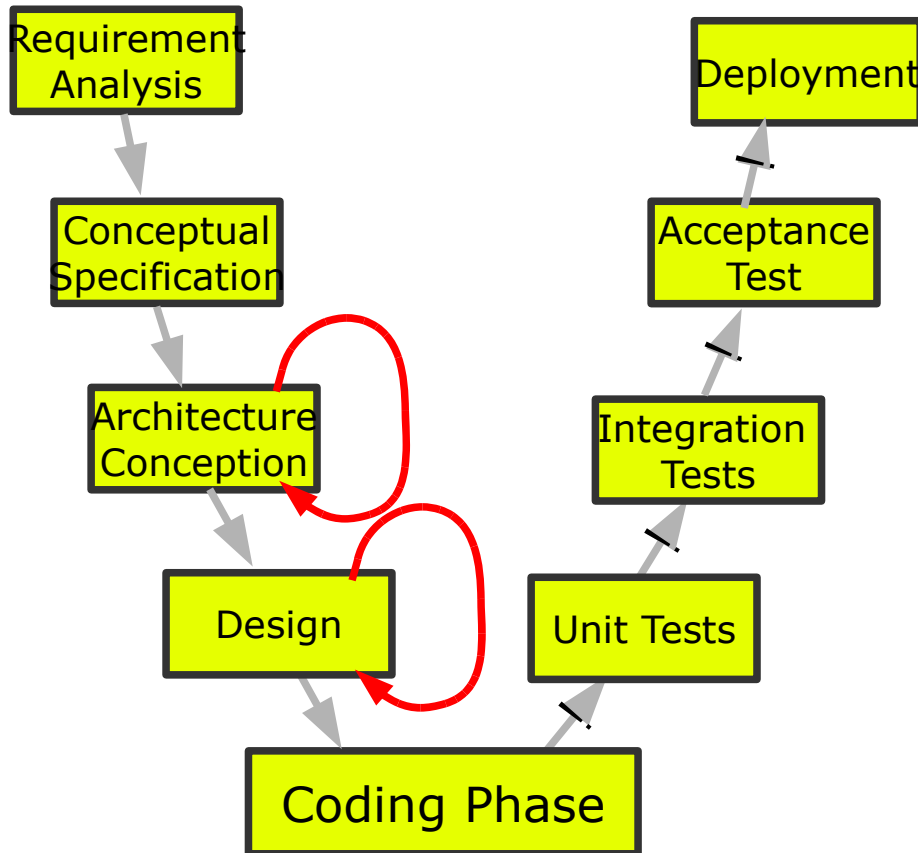 Requirement
Analysis
Deployment
Conceptual
Specification
Acceptance
Test
Architecture
Conception
Integration
Tests
Design
Unit Tests
Coding Phase